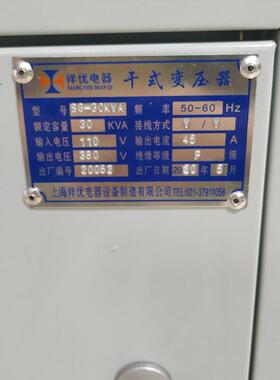 祥优电器
XIANG YOU DIAN QI
干式变压器
型号 SG-30KVA 频率 50~60 Hz
额定容量 30 KVA 接线方式 Y / Y
输入电压 110 V 输出电流 45 A
输出电压 380 V 绝缘等级 F 级
出厂编号 20052 出厂日期 2020 年 5 月
上海祥优电器设备制造有限公司 TEL:021-37911058